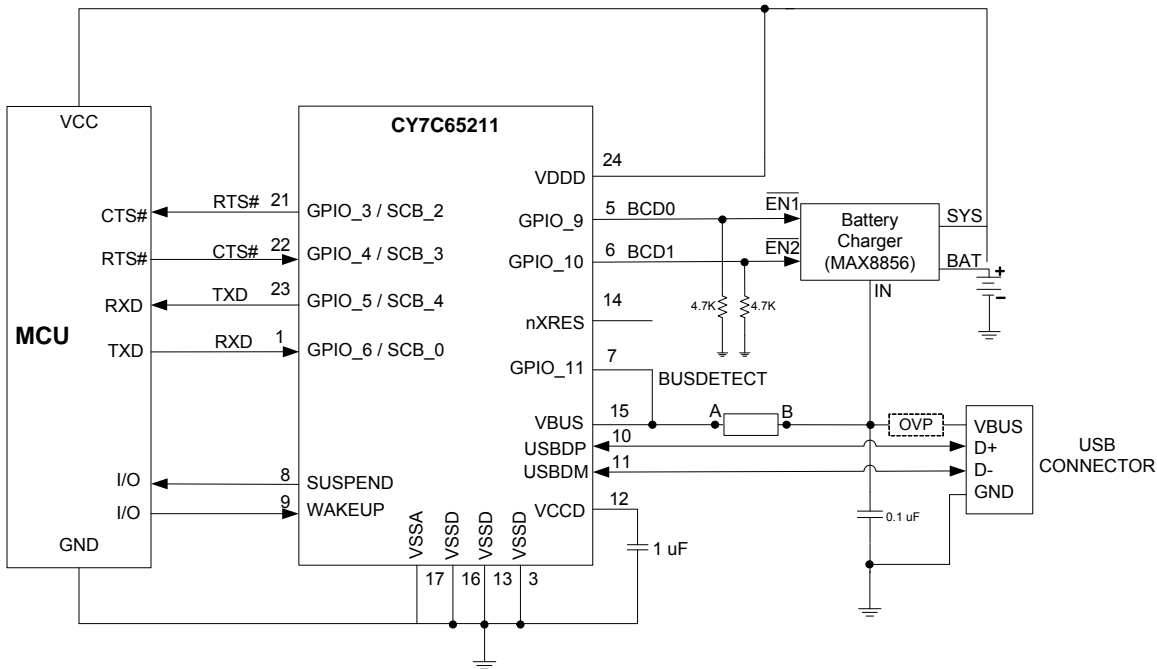 VCC
CY7C65211
24
VDDD
CTS#
RTS#
21
GPIO_3 / SCB_2
GPIO_9
5
BCD0
EN1
Battery
Charger
(MAX8856)
SYS
RTS#
CTS#
22
GPIO_4 / SCB_3
GPIO_10
6
BCD1
EN2
BAT
+
-
IN
RXD
TXD
23
GPIO_5 / SCB_4
4.7K
4.7K
14
nXRES
MCU
TXD
RXD
1
GPIO_6 / SCB_0
7
GPIO_11
BUSDETECT
VBUS
15
A
B
OVP
VBUS
USBDP
10
D+
USBDM
11
D-
GND
USB
CONNECTOR
I/O
8
SUSPEND
I/O
9
WAKEUP
12
VCCD
0.1 uF
1 uF
GND
VSSA
VSSD
VSSD
VSSD
17
16
13
3